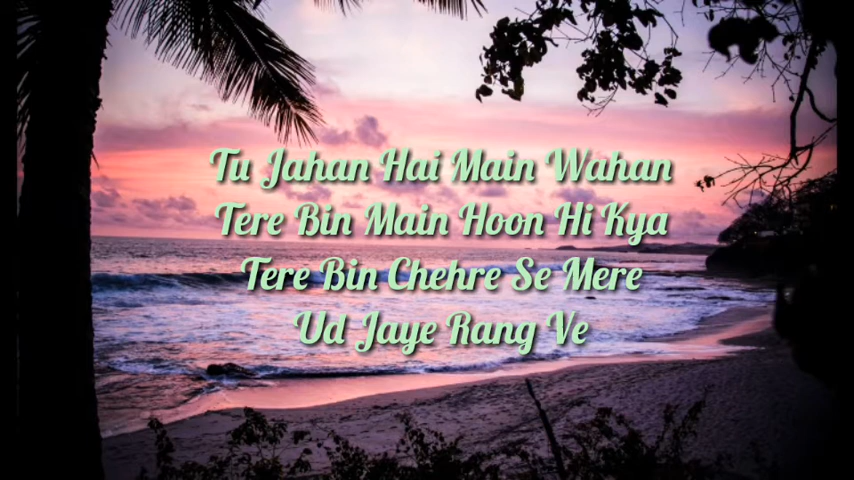 Tu Jahan Hai Main Wahan
Tere Bin Main Hoon Hi Kya
Tere Bin Chehre Se Mere
Ud Jaye Rang Ve